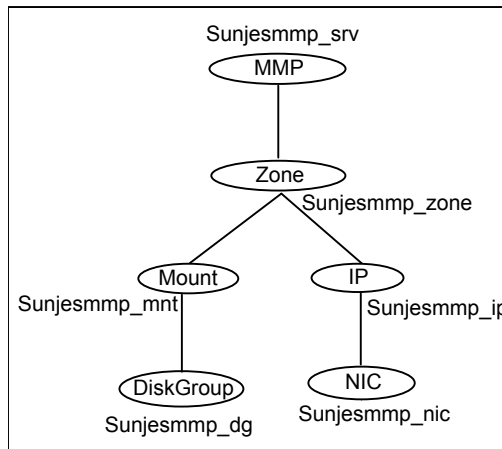 Sunjesmmp_srv
MMP
Zone
Sunjesmmp_zone
Mount
IP
Sunjesmmp_mnt
Sunjesmmp_ip
DiskGroup
NIC
Sunjesmmp_dg
Sunjesmmp_nic